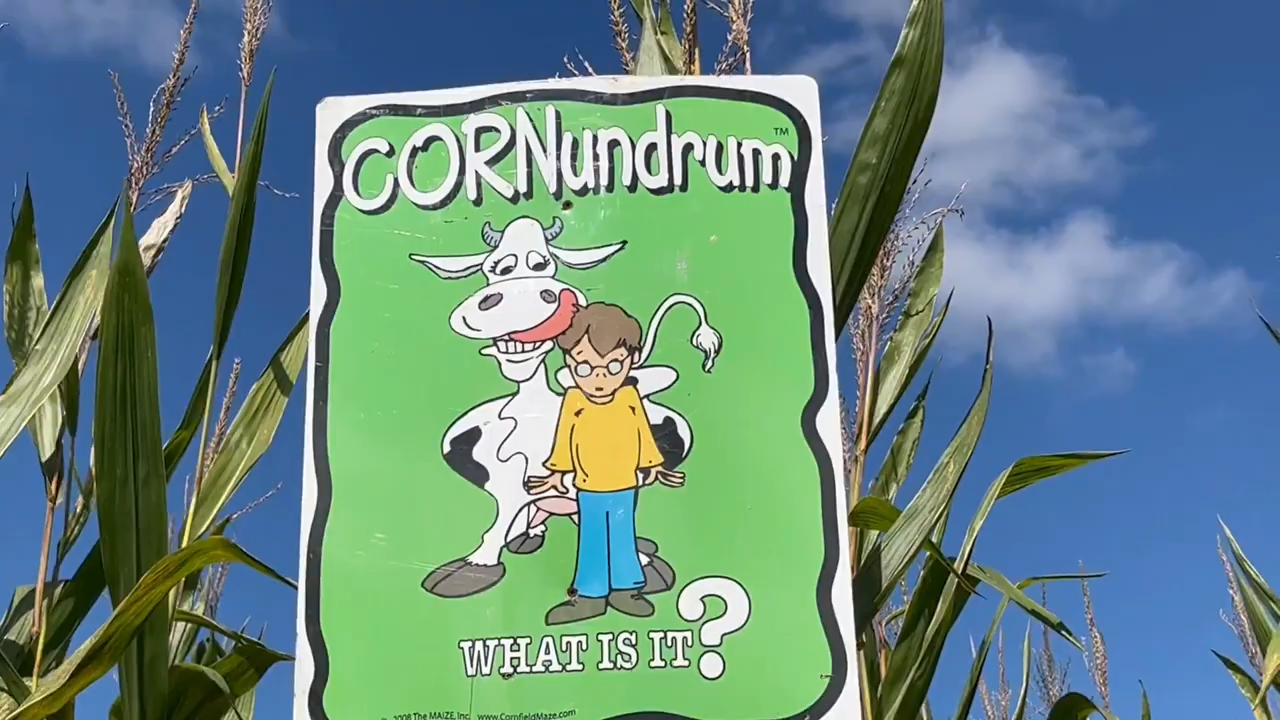 CORNundrum™
WHAT IS IT?
© 2008 The MAIZE, Inc. www.CornfieldMaze.com